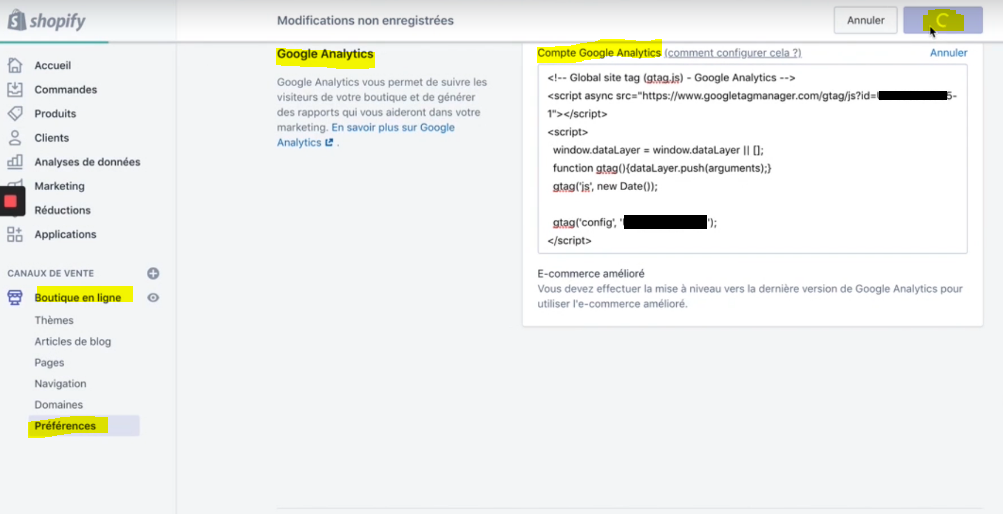 shopify
Modifications non enregistrées
Annuler
Accueil
Commandes
Produits
Clients
Analyses de données
Marketing
Réductions
Applications
CANAUX DE VENTE
Boutique en ligne
Thèmes
Articles de blog
Pages
Navigation
Domaines
Préférences
Google Analytics
Google Analytics vous permet de suivre les
visiteurs de votre boutique et de générer
des rapports qui vous aideront dans votre
marketing. En savoir plus sur Google
Analytics .
Compte Google Analytics (comment configurer cela ?)
Annuler
<!-- Global site tag (gtag.js) - Google Analytics -->
<script async src="https://www.googletagmanager.com/gtag/js?id=
1"></script>
<script>
window.dataLayer = window.dataLayer || [];
function gtag(){dataLayer.push(arguments);}
gtag('js', new Date());
gtag('config', '');
</script>
E-commerce amélioré
Vous devez effectuer la mise à niveau vers la dernière version de Google Analytics pour
utiliser l'e-commerce amélioré.